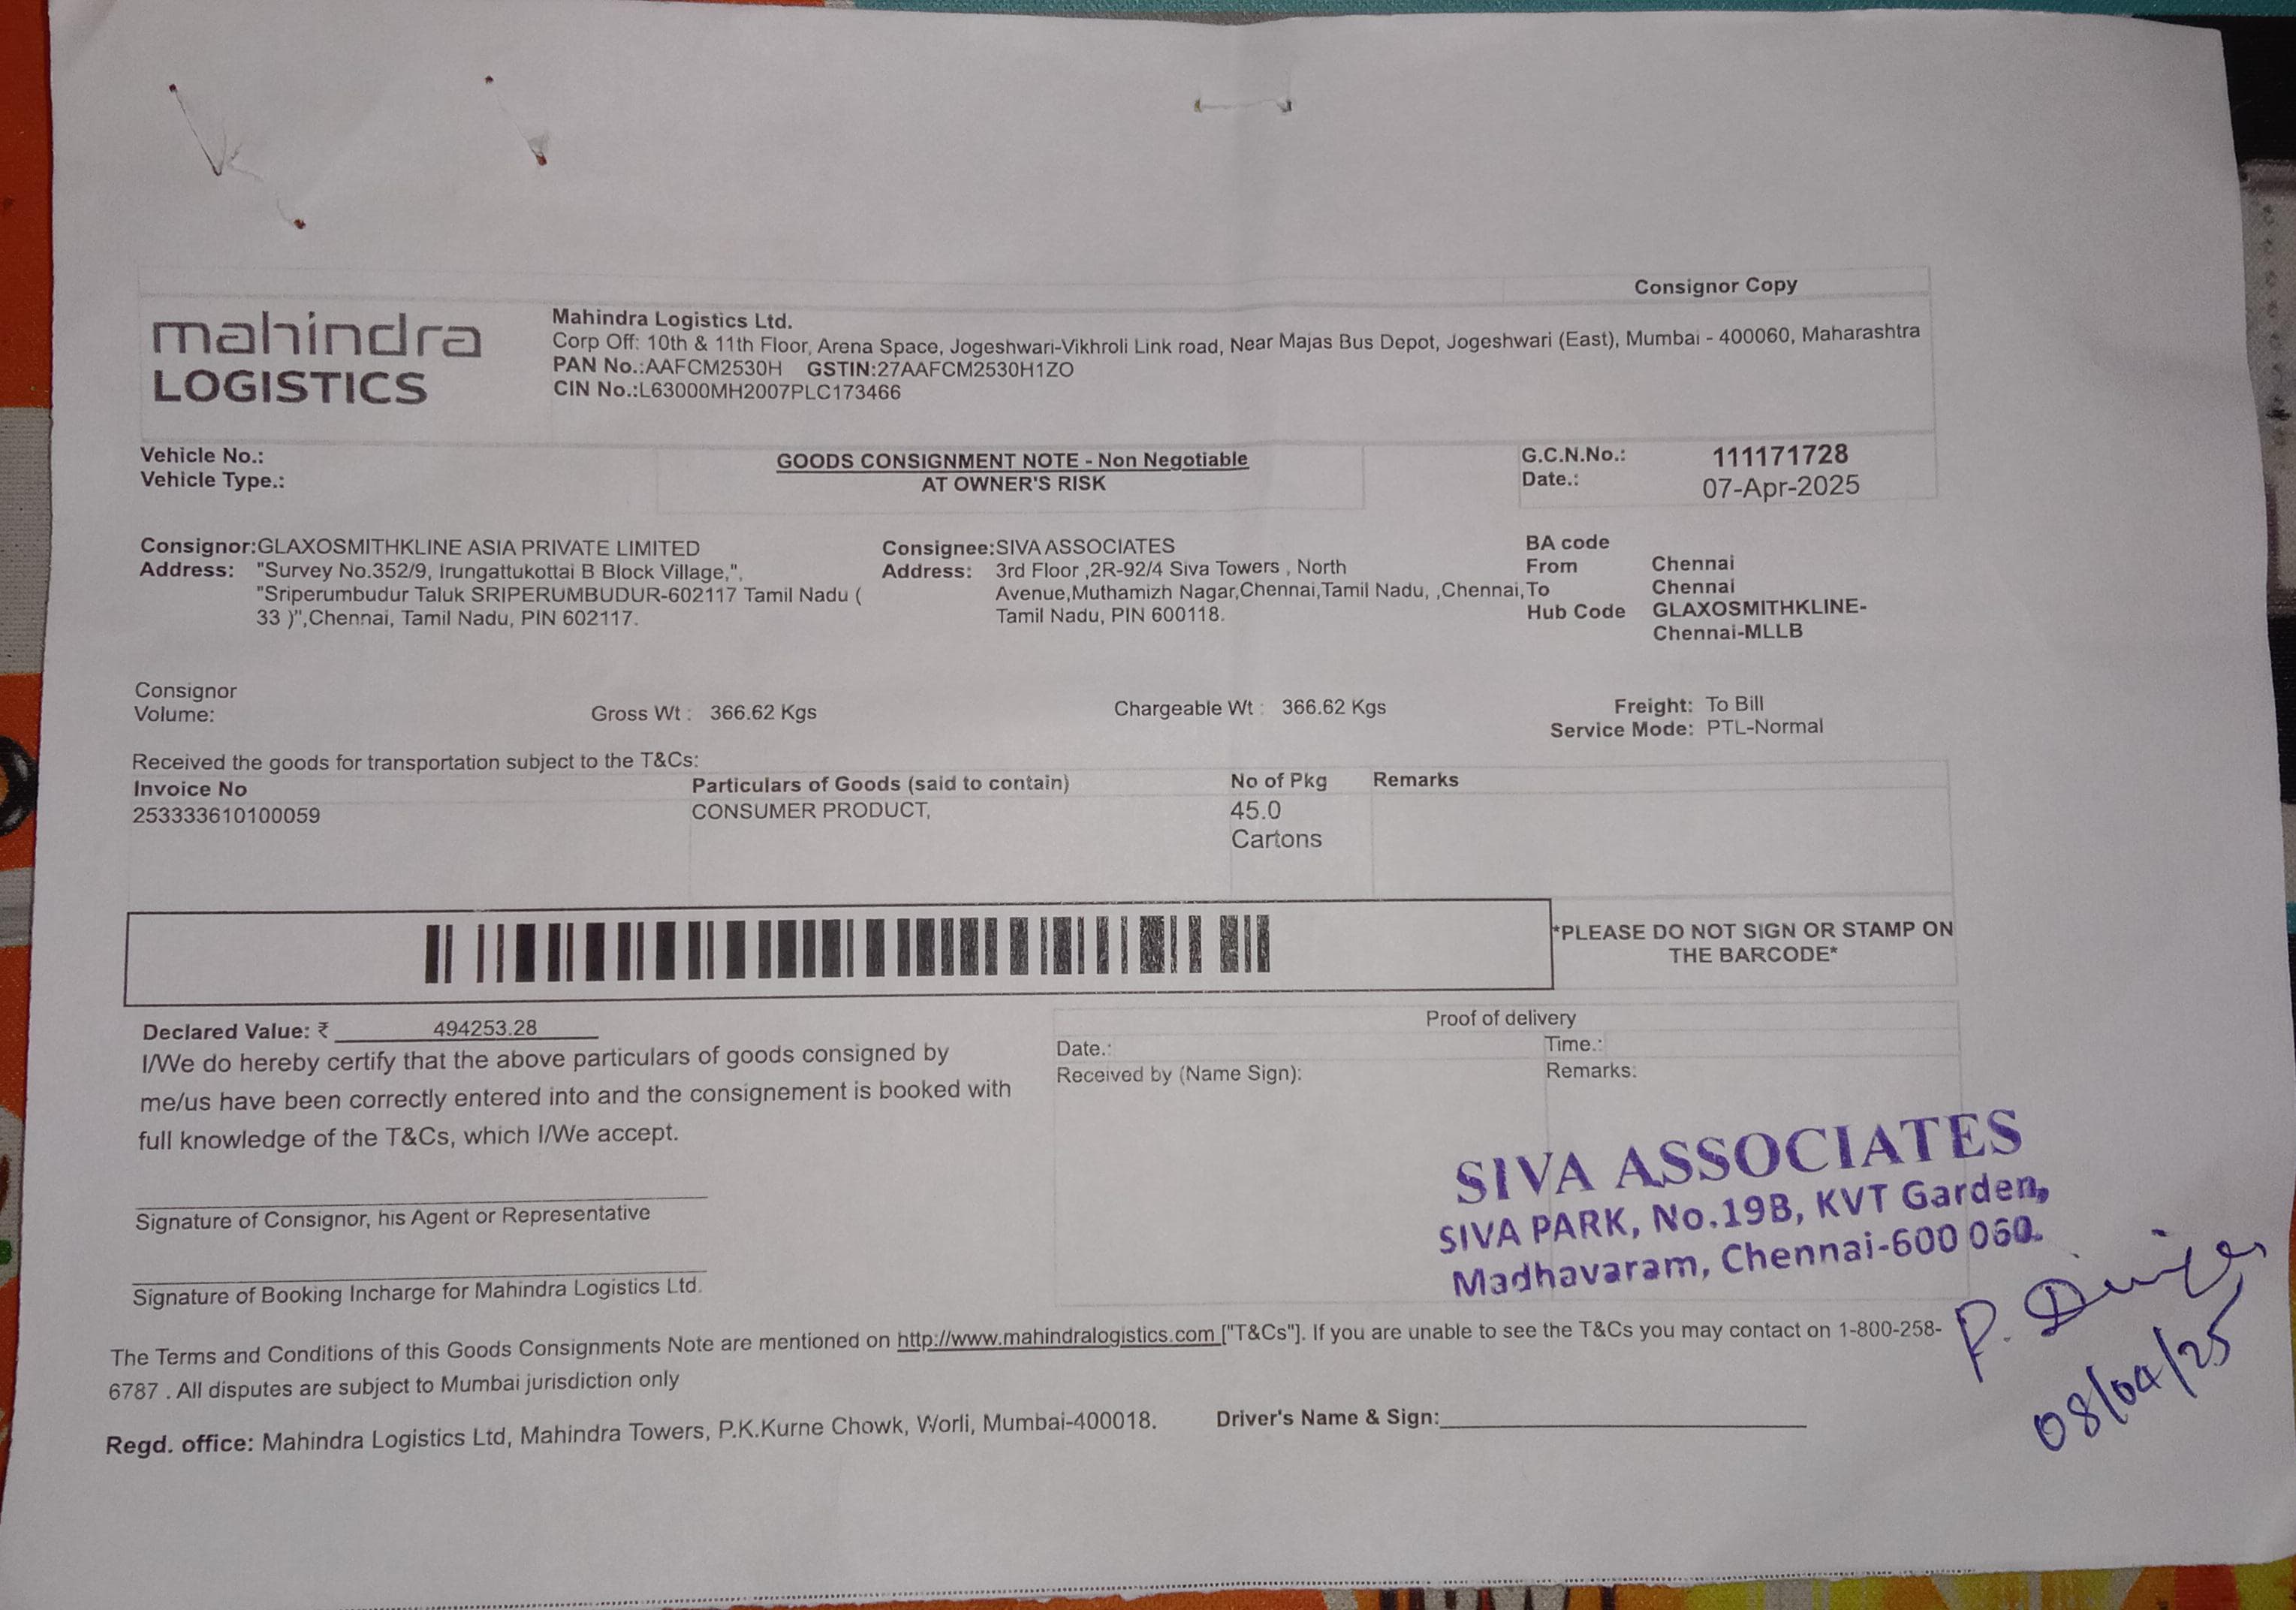 Consignor Copy
mahindra
LOGISTICS
Mahindra Logistics Ltd.
Corp Off: 10th & 11th Floor, Arena Space, Jogeshwari-Vikhroli Link road, Near Majas Bus Depot, Jogeshwari (East), Mumbai - 400060, Maharashtra
PAN No.:AAFCM2530H GSTIN:27AAFCM2530H1ZO
CIN No.:L63000MH2007PLC173466
Vehicle No.:
Vehicle Type.:
GOODS CONSIGNMENT NOTE - Non Negotiable
AT OWNER'S RISK
G.C.N.No.: 111171728
Date.: 07-Apr-2025
Consignor:GLAXOSMITHKLINE ASIA PRIVATE LIMITED
Address: "Survey No.352/9, Irungattukottai B Block Village,",
"Sriperumbudur Taluk SRIPERUMBUDUR-602117 Tamil Nadu (
33 )",Chennai, Tamil Nadu, PIN 602117.
Consignee:SIVA ASSOCIATES
Address: 3rd Floor ,2R-92/4 Siva Towers , North
Avenue,Muthamizh Nagar,Chennai,Tamil Nadu, ,Chennai,
Tamil Nadu, PIN 600118.
BA code
From Chennai
To Chennai
Hub Code GLAXOSMITHKLINE-
Chennai-MLLB
Consignor
Volume:
Gross Wt : 366.62 Kgs
Chargeable Wt : 366.62 Kgs
Freight: To Bill
Service Mode: PTL-Normal
Received the goods for transportation subject to the T&Cs:
Invoice No Particulars of Goods (said to contain) No of Pkg Remarks
253333610100059 CONSUMER PRODUCT, 45.0
Cartons
*PLEASE DO NOT SIGN OR STAMP ON
THE BARCODE*
Declared Value: ₹ 494253.28
I/We do hereby certify that the above particulars of goods consigned by
me/us have been correctly entered into and the consignement is booked with
full knowledge of the T&Cs, which I/We accept.
Signature of Consignor, his Agent or Representative
Signature of Booking Incharge for Mahindra Logistics Ltd.
Proof of delivery
Date.: Time.:
Received by (Name Sign): Remarks:
SIVA ASSOCIATES
SIVA PARK, No.19B, KVT Garden,
Madhavaram, Chennai-600 060.
P.
08/04/25
The Terms and Conditions of this Goods Consignments Note are mentioned on http://www.mahindralogistics.com ["T&Cs"]. If you are unable to see the T&Cs you may contact on 1-800-258-
6787 . All disputes are subject to Mumbai jurisdiction only
Regd. office: Mahindra Logistics Ltd, Mahindra Towers, P.K.Kurne Chowk, Worli, Mumbai-400018. Driver's Name & Sign: